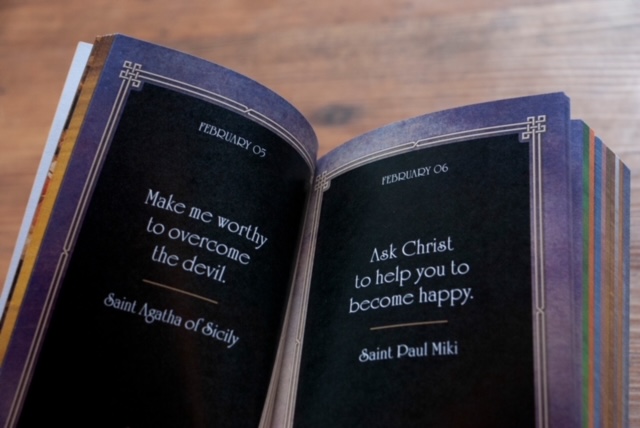 FEBRUARY 05
Make me worthy
to overcome
the devil.
Saint Agatha of Sicily
FEBRUARY 06
Ask Christ
to help you to
become happy.
Saint Paul Miki